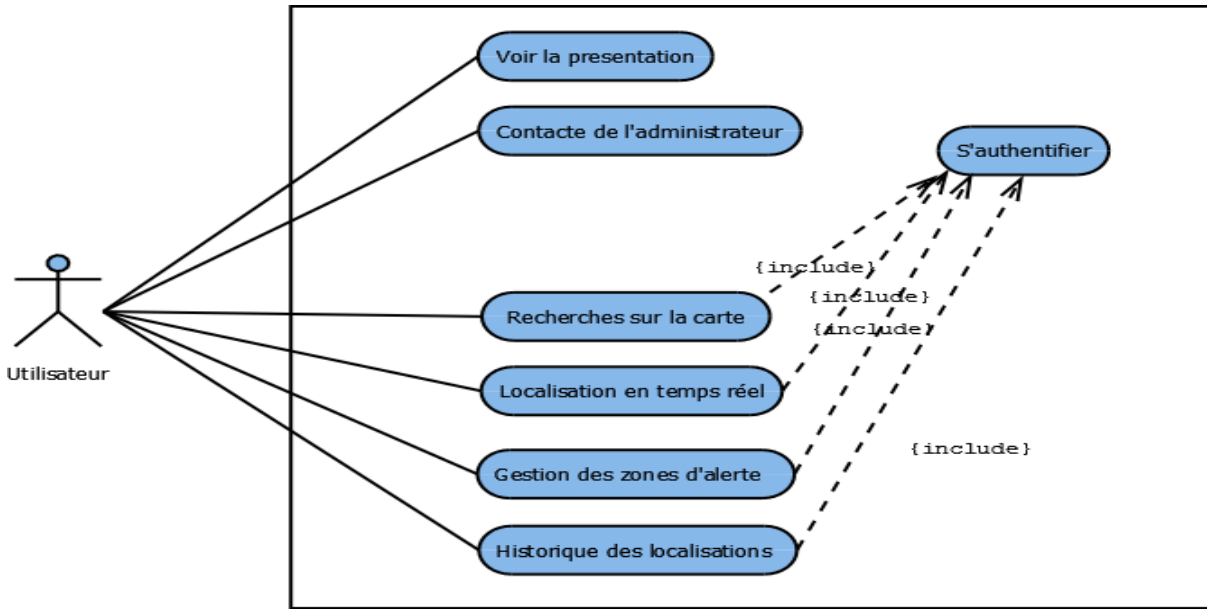 Voir la presentation
Contacte de l'administrateur
S'authentifier
{include}
{include}
Recherches sur la carte
{include}
Utilisateur
Localisation en temps réel
{include}
Gestion des zones d'alerte
Historique des localisations